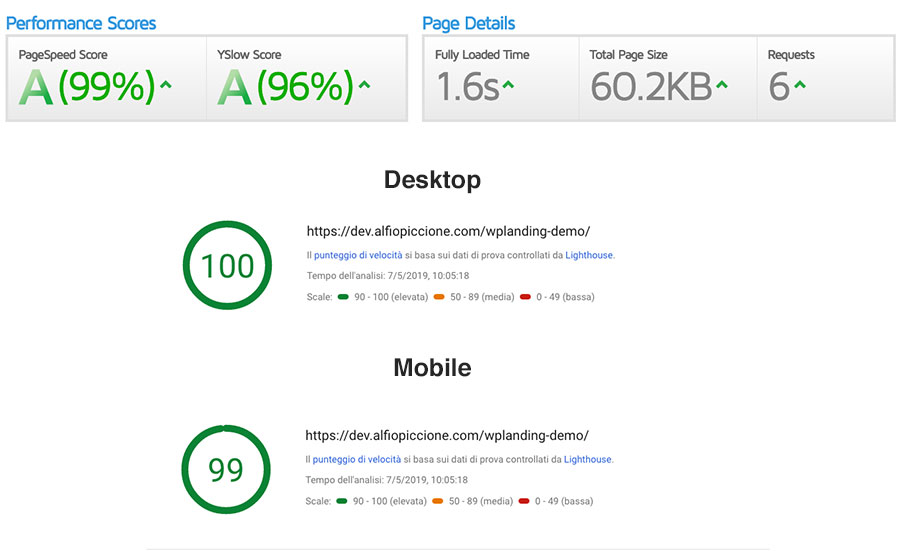 Performance Scores
Page Details
PageSpeed Score
YSlow Score
Fully Loaded Time
Total Page Size
Requests
A (99%)
A (96%)
1.6s
60.2KB
6
Desktop
100
https://dev.alfiopiccione.com/wplanding-demo/
Il punteggio di velocità si basa sui dati di prova controllati da Lighthouse.
Tempo dell'analisi: 7/5/2019, 10:05:18
Scale: 90 - 100 (elevata) 50 - 89 (media) 0 - 49 (bassa)
Mobile
99
https://dev.alfiopiccione.com/wplanding-demo/
Il punteggio di velocità si basa sui dati di prova controllati da Lighthouse.
Tempo dell'analisi: 7/5/2019, 10:05:18
Scale: 90 - 100 (elevata) 50 - 89 (media) 0 - 49 (bassa)